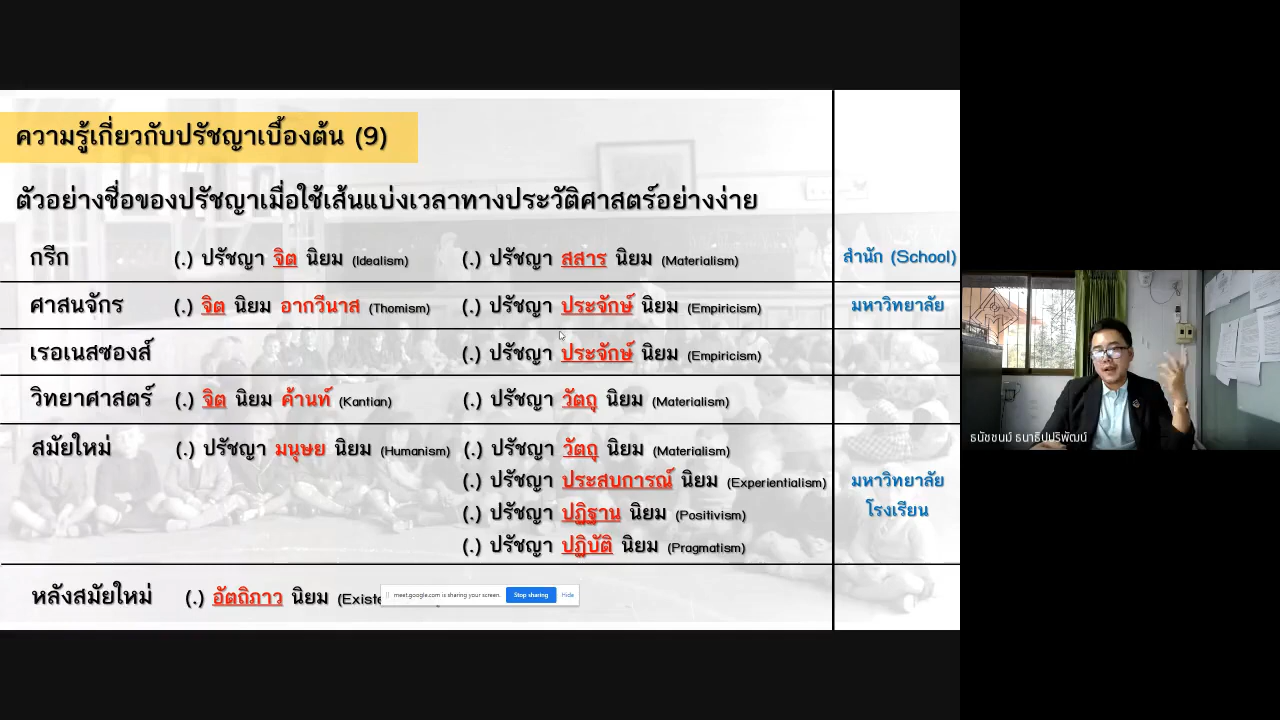 ความรู้เกี่ยวกับปรัชญาเบื้องต้น (9)
ตัวอย่างชื่อของปรัชญาเมื่อใช้เส้นแบ่งเวลาทางประวัติศาสตร์อย่างง่าย
กรีก (.) ปรัชญา จิต นิยม (Idealism) (.) ปรัชญา สสาร นิยม (Materialism) สำนัก (School)
ศาสนจักร (.) จิต นิยม อากวีนาส (Thomism) (.) ปรัชญา ประจักษ์ นิยม (Empiricism) มหาวิทยาลัย
เรอเนสซองส์ (.) ปรัชญา ประจักษ์ นิยม (Empiricism)
วิทยาศาสตร์ (.) จิต นิยม ค้านท์ (Kantian) (.) ปรัชญา วัตถุ นิยม (Materialism)
สมัยใหม่ (.) ปรัชญา มนุษย นิยม (Humanism) (.) ปรัชญา วัตถุ นิยม (Materialism)
(.) ปรัชญา ประสบการณ์ นิยม (Experientialism) มหาวิทยาลัย
(.) ปรัชญา ปฏิฐาน นิยม (Positivism) โรงเรียน
(.) ปรัชญา ปฏิบัติ นิยม (Pragmatism)
หลังสมัยใหม่ (.) อัตถิภาว นิยม (Existe
meet.google.com is sharing your screen. Stop sharing Hide
ธนัชชนม์ ธนาธิปปริพัฒน์